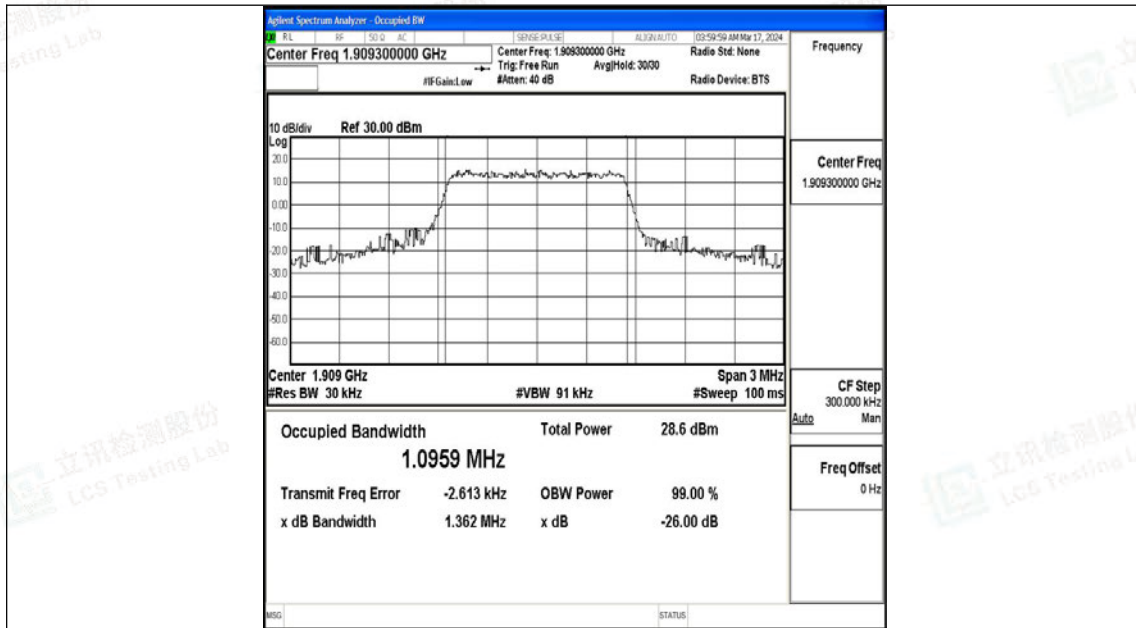 Agilent Spectrum Analyzer - Occupied BW
RL RF 50 Ω AC SENSE:PULSE ALIGNAUTO 03:59:59 AM Mar 17, 2024
Center Freq 1.909300000 GHz
Center Freq: 1.909300000 GHz
Radio Std: None
Trig: Free Run Avg|Hold: 30/30
#IFGain:Low #Atten: 40 dB Radio Device: BTS
Frequency
10 dB/div Ref 30.00 dBm
Log
20.0
10.0
0.00
-10.0
-20.0
-30.0
-40.0
-50.0
-60.0
Center 1.909 GHz Span 3 MHz
#Res BW 30 kHz #VBW 91 kHz #Sweep 100 ms
Center Freq
1.909300000 GHz
CF Step
300.000 kHz
Auto Man
Freq Offset
0 Hz
Occupied Bandwidth Total Power 28.6 dBm
1.0959 MHz
Transmit Freq Error -2.613 kHz OBW Power 99.00 %
x dB Bandwidth 1.362 MHz x dB -26.00 dB
MSG STATUS
立讯检测股份
LCS Testing Lab